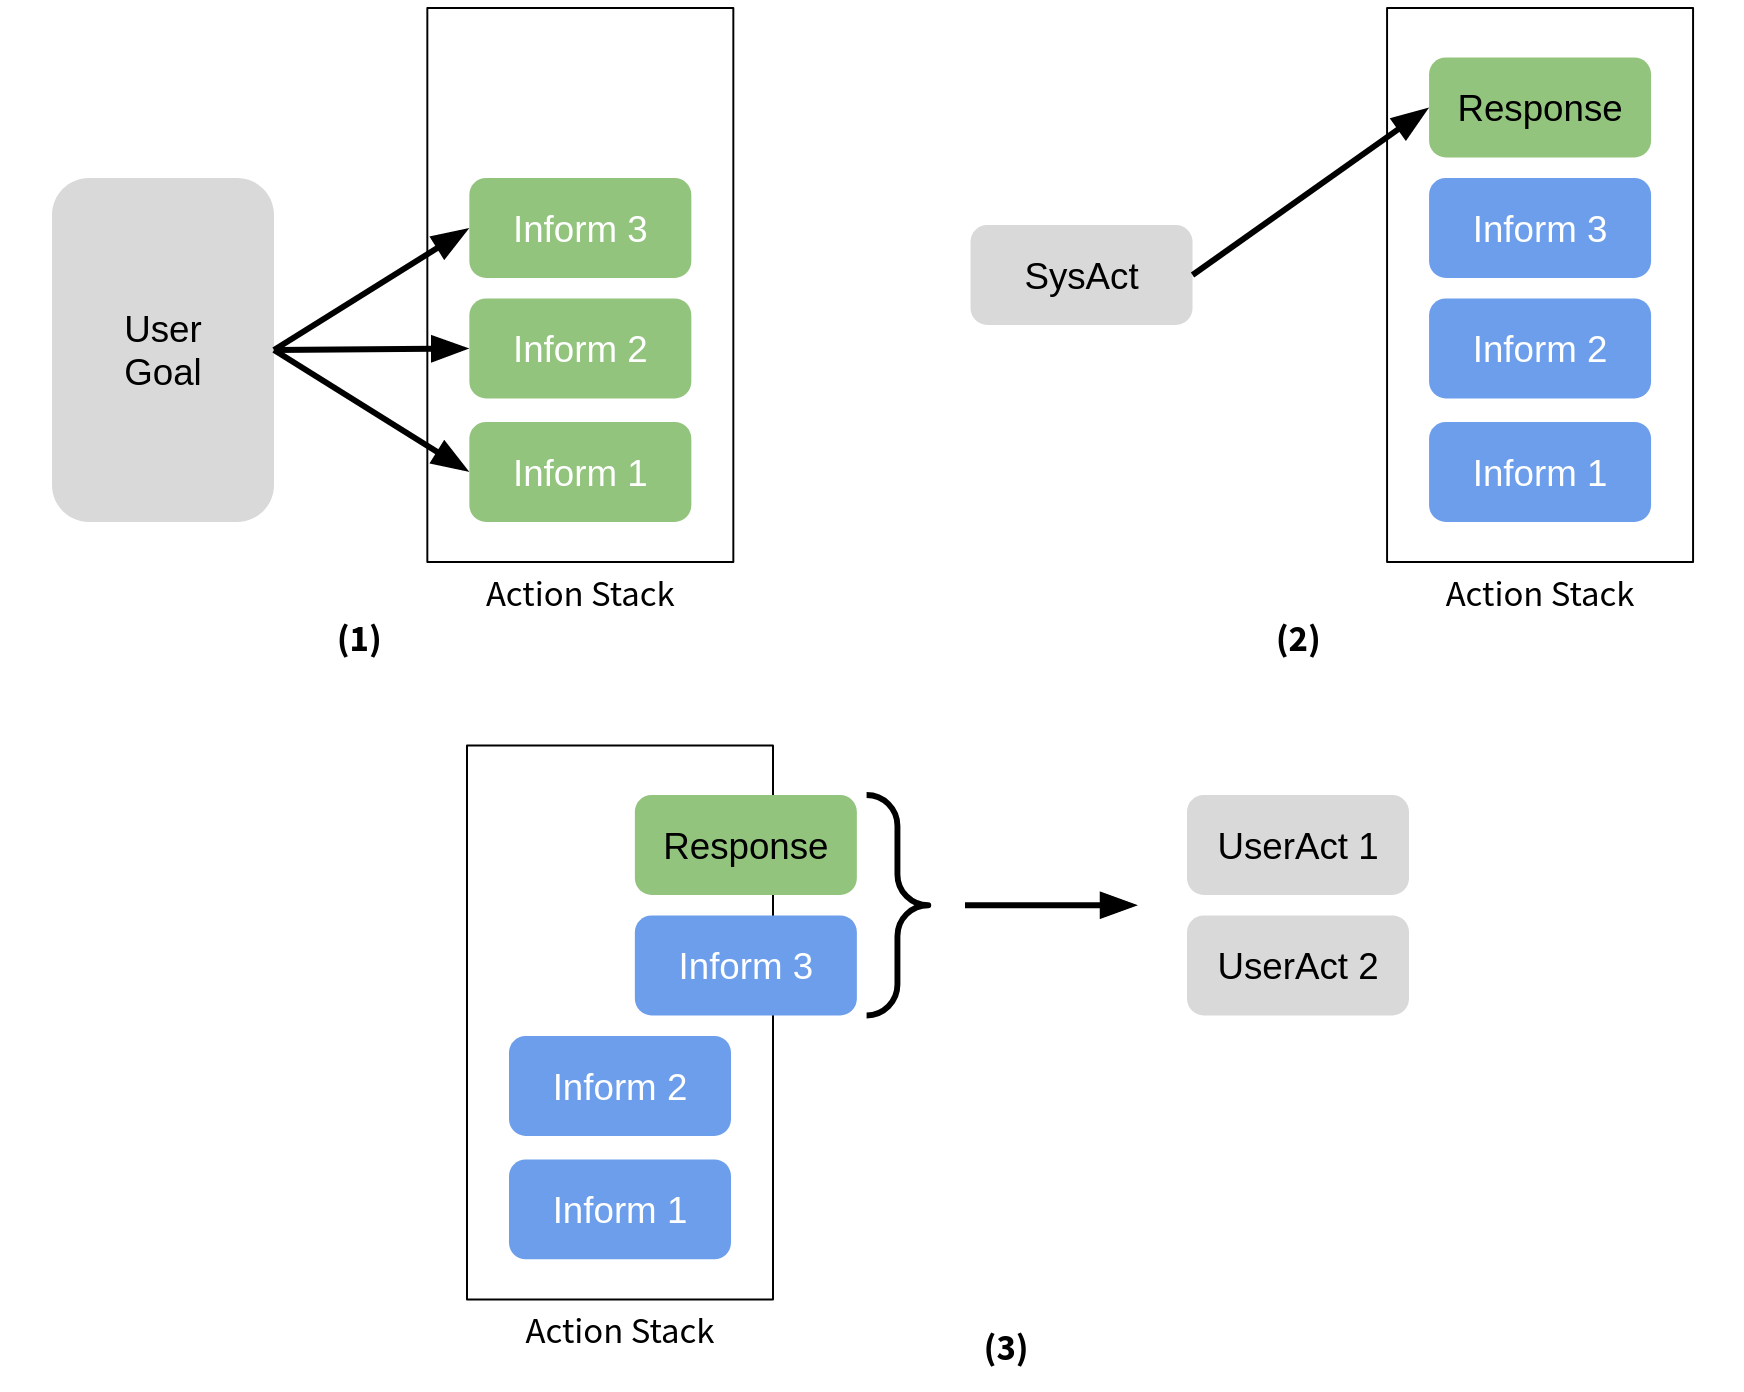 User
Goal
Inform 3
Inform 2
Inform 1
Action Stack
(1)
SysAct
Response
Inform 3
Inform 2
Inform 1
Action Stack
(2)
Response
Inform 3
Inform 2
Inform 1
Action Stack
UserAct 1
UserAct 2
(3)